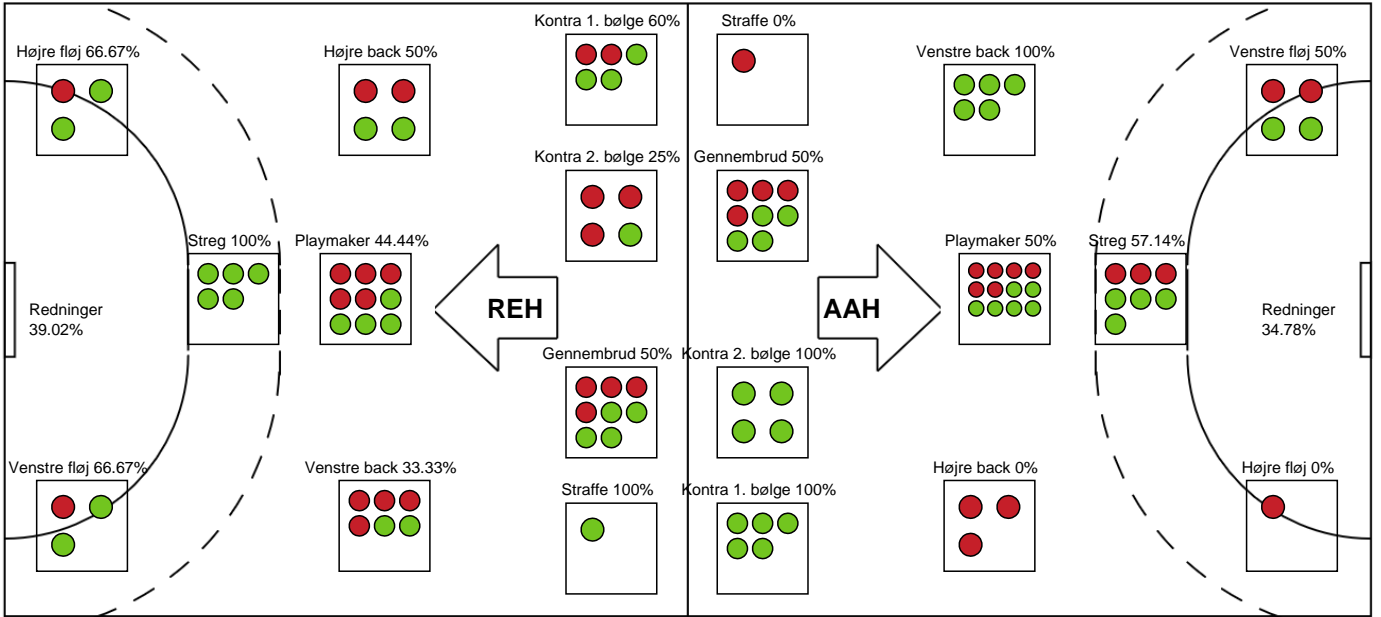 Kontra 1. bølge 60%
Straffe 0%
Højre fløj 66.67%
Højre back 50%
Venstre back 100%
Venstre fløj 50%
Kontra 2. bølge 25%
Gennembrud 50%
Streg 100%
Playmaker 44.44%
Playmaker 50%
Streg 57.14%
Redninger
39.02%
REH
AAH
Redninger
34.78%
Gennembrud 50%
Kontra 2. bølge 100%
Venstre fløj 66.67%
Venstre back 33.33%
Højre back 0%
Højre fløj 0%
Straffe 100%
Kontra 1. bølge 100%